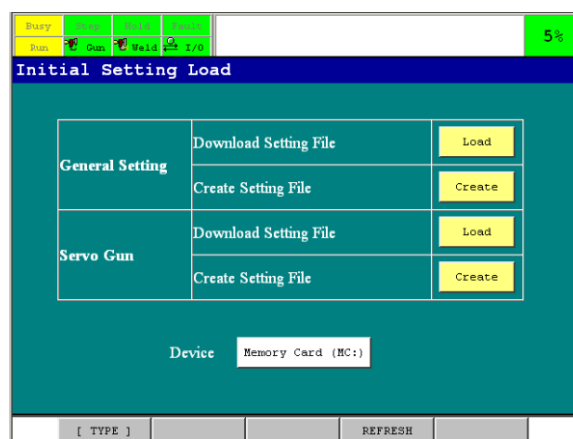 Busy Step Hold Fault
Run Gun Weld I/O
5%
Initial Setting Load
General Setting
Download Setting File Load
Create Setting File Create
Servo Gun
Download Setting File Load
Create Setting File Create
Device Memory Card (MC:)
[ TYPE ] REFRESH